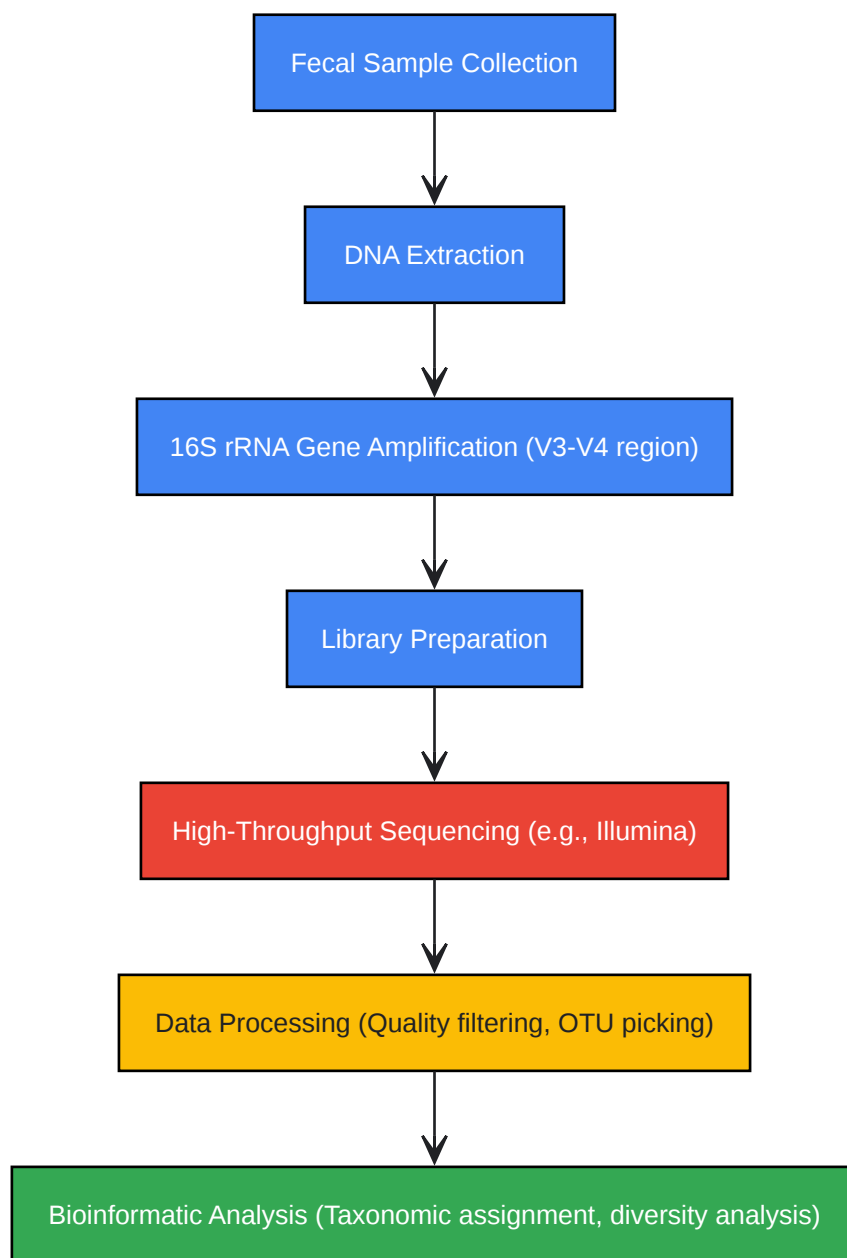 Fecal Sample Collection
DNA Extraction
16S rRNA Gene Amplification (V3-V4 region)
Library Preparation
High-Throughput Sequencing (e.g., Illumina)
Data Processing (Quality filtering, OTU picking)
Bioinformatic Analysis (Taxonomic assignment, diversity analysis)